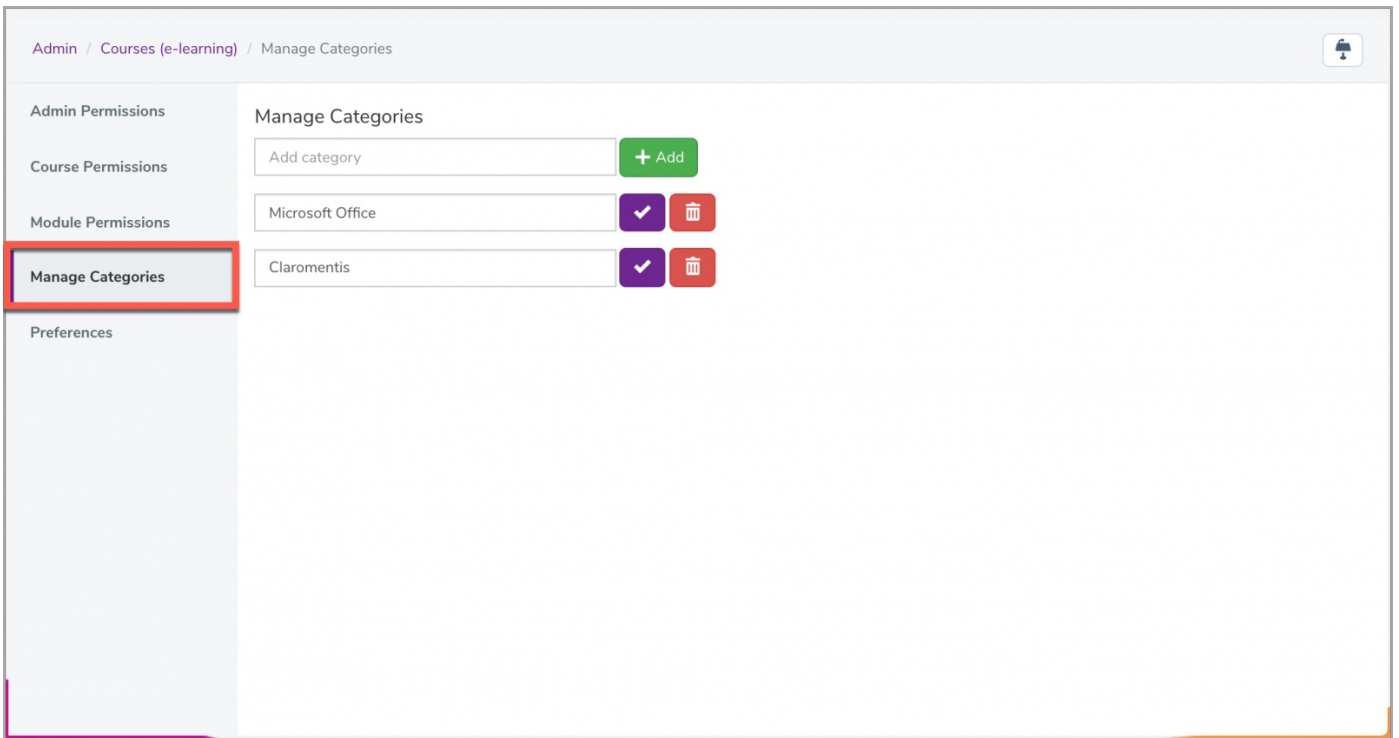 Admin / Courses (e-learning) / Manage Categories
Admin Permissions
Course Permissions
Module Permissions
Manage Categories
Preferences
Manage Categories
Add category
+ Add
Microsoft Office
Claromentis